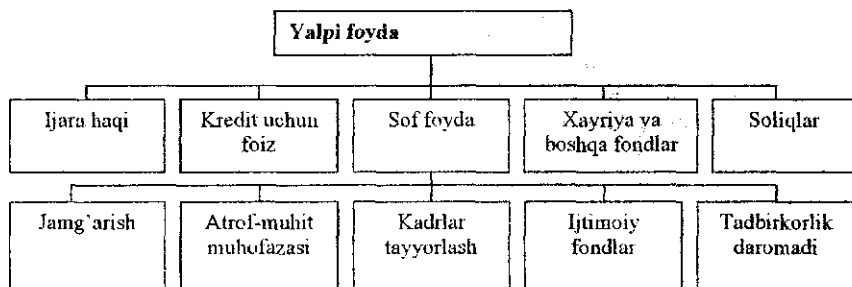 Yalpi foyda
Ijara haqi
Kredit uchun
foiz
Sof foyda
Xayriya ya
boshqa fondlar
Soliqlar
Jamg'arish
Atrof-muhit
muhofazasi
Kadrlar
tayyorlash
Ijtimoiy
fondlar
Tadbirkorlik
daromadi